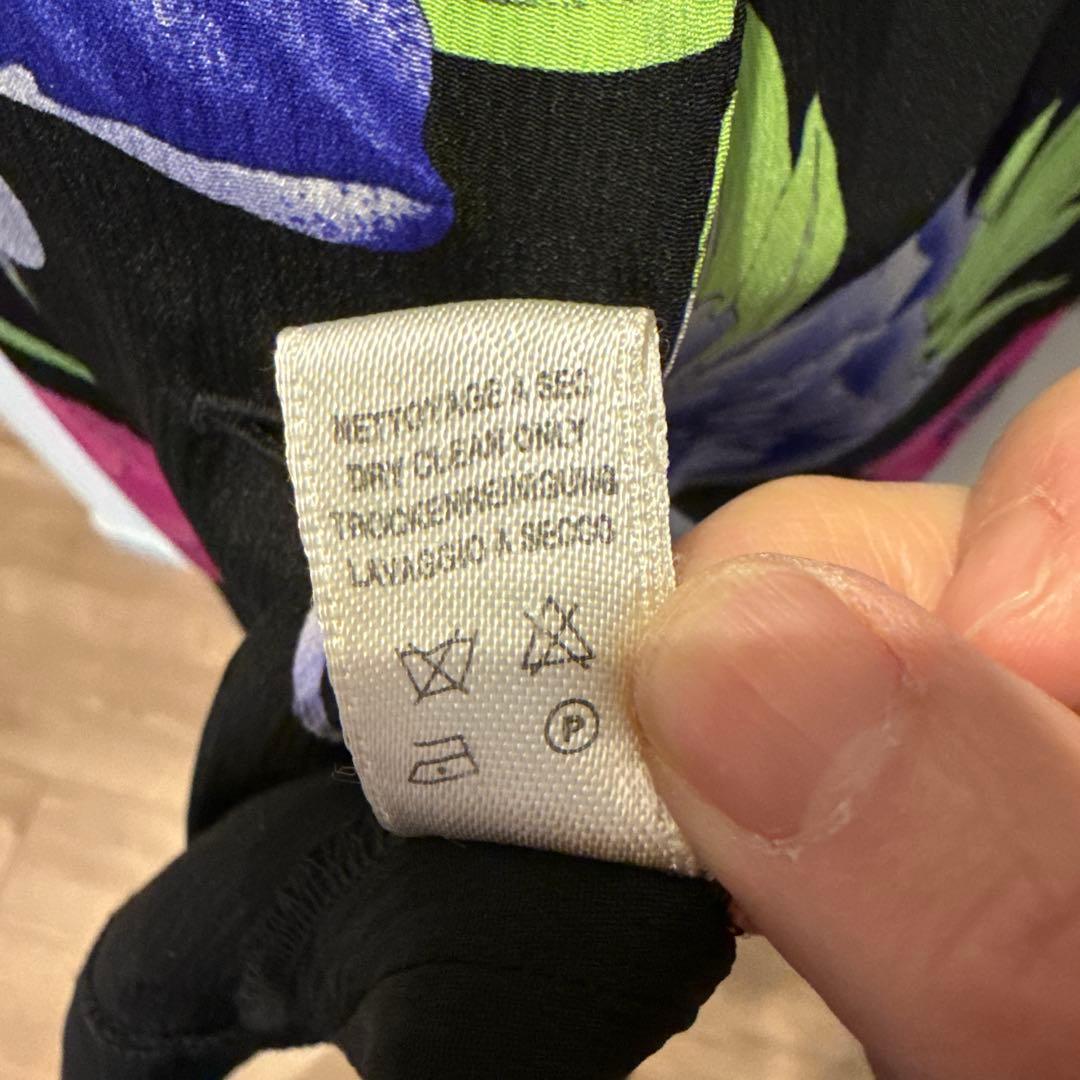 NETTOYAGE A SEC
DRY CLEAN ONLY
TROCKENREINIGUNG
LAVAGGIO A SECCO
P